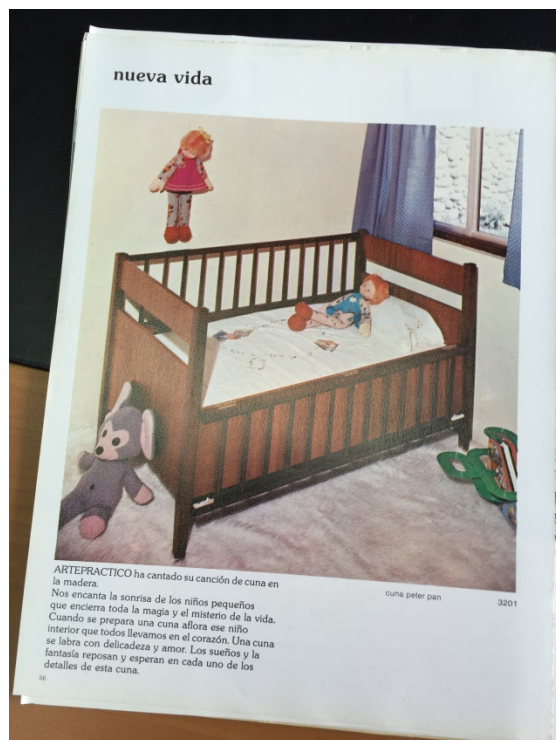 nueva vida
ARTEPRACTICO ha cantado su canción de cuna en
la madera.
Nos encanta la sonrisa de los niños pequeños
que encierra toda la magia y el misterio de la vida.
Cuando se prepara una cuna aflora ese niño
interior que todos llevamos en el corazón. Una cuna
se labra con delicadeza y amor. Los sueños y la
fantasía reposan y esperan en cada uno de los
detalles de esta cuna.
cuna peter pan
3201
66